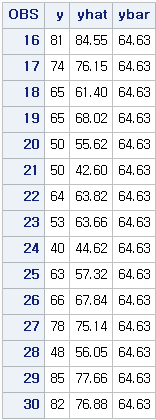 OBS y yhat ybar
16 81 84.55 64.63
17 74 76.15 64.63
18 65 61.40 64.63
19 65 68.02 64.63
20 50 55.62 64.63
21 50 42.60 64.63
22 64 63.82 64.63
23 53 63.66 64.63
24 40 44.62 64.63
25 63 57.32 64.63
26 66 67.84 64.63
27 78 75.14 64.63
28 48 56.05 64.63
29 85 77.66 64.63
30 82 76.88 64.63